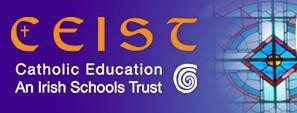 CEIST
Catholic Education
An Irish Schools Trust